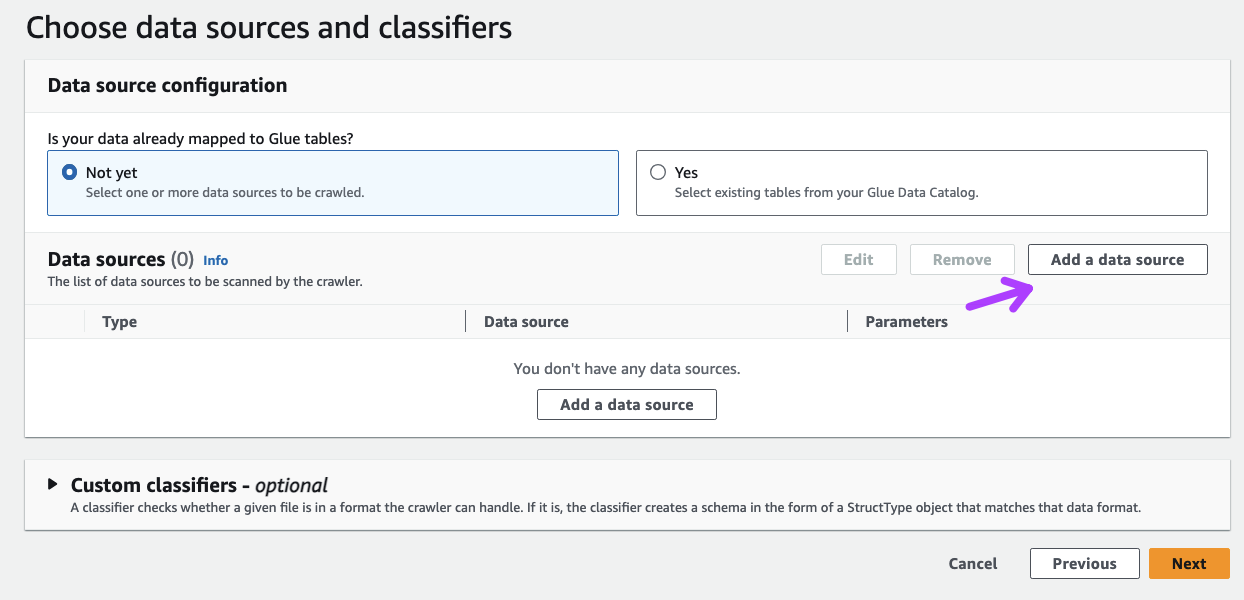 Choose data sources and classifiers
Data source configuration
Is your data already mapped to Glue tables?
Not yet
Select one or more data sources to be crawled.
Yes
Select existing tables from your Glue Data Catalog.
Data sources (0) Info
The list of data sources to be scanned by the crawler.
Edit
Remove
Add a data source
Type
Data source
Parameters
You don't have any data sources.
Add a data source
Custom classifiers - optional
A classifier checks whether a given file is in a format the crawler can handle. If it is, the classifier creates a schema in the form of a StructType object that matches that data format.
Cancel
Previous
Next